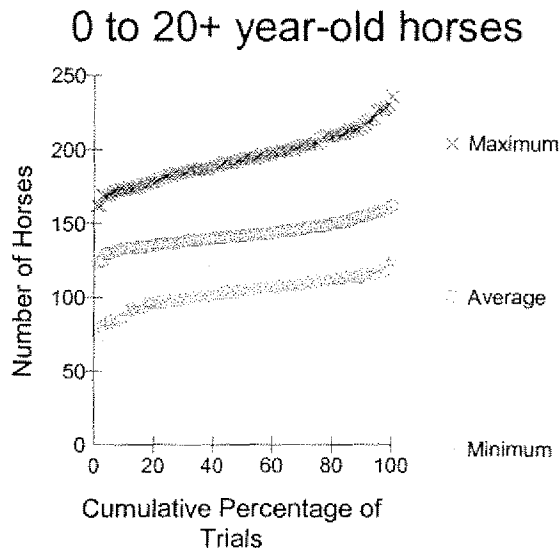 0 to 20+ year-old horses
250
200
150
100
50
0
Number of Horses
0 20 40 60 80 100
Cumulative Percentage of
Trials
Maximum
Average
Minimum